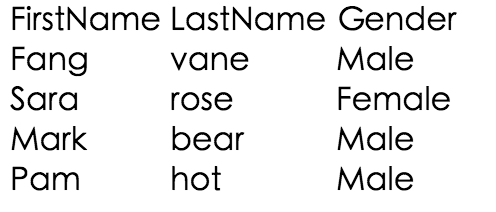 FirstName LastName Gender
Fang vane Male
Sara rose Female
Mark bear Male
Pam hot Male